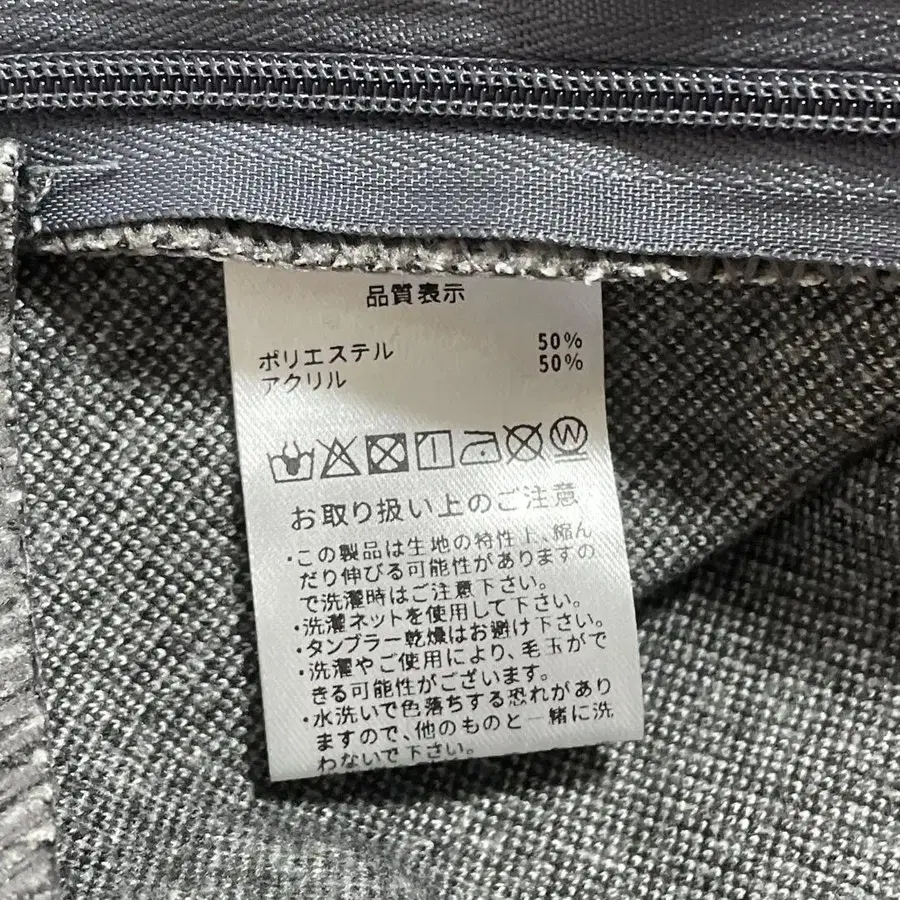 品質表示
ポリエステル 50%
アクリル 50%
W
お取り扱い上のご注意
・この製品は生地の特性上、縮ん
だり伸びる可能性がありますの
で洗濯時はご注意下さい。
・洗濯ネットを使用して下さい。
・タンブラー乾燥はお避け下さい。
・洗濯やご使用により、毛玉がで
きる可能性がございます。
・水洗いで色落ちする恐れがあり
ますので、他のものと一緒に洗
わないで下さい。